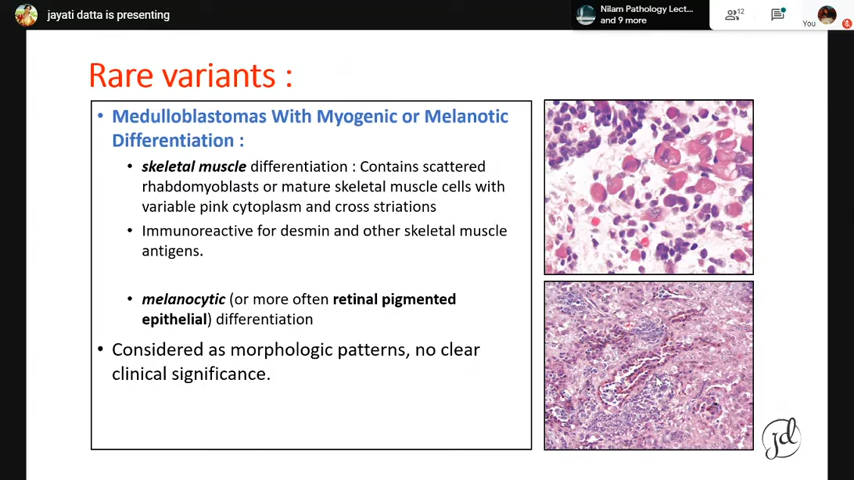 jayati datta is presenting
Nilam Pathology Lect...
and 9 more
12
You
Rare variants :
• Medulloblastomas With Myogenic or Melanotic
Differentiation :
• skeletal muscle differentiation : Contains scattered
rhabdomyoblasts or mature skeletal muscle cells with
variable pink cytoplasm and cross striations
• Immunoreactive for desmin and other skeletal muscle
antigens.
• melanocytic (or more often retinal pigmented
epithelial) differentiation
• Considered as morphologic patterns, no clear
clinical significance.
jd